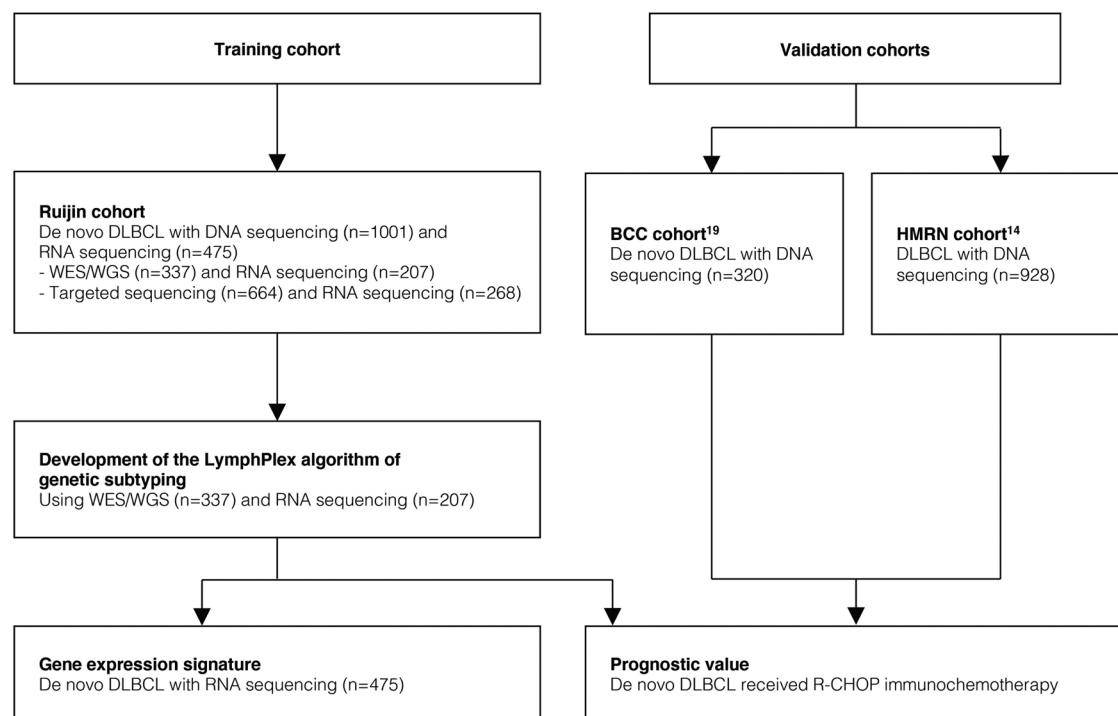 Training cohort
Validation cohorts
Ruijin cohort
De novo DLBCL with DNA sequencing (n=1001) and
RNA sequencing (n=475)
- WES/WGS (n=337) and RNA sequencing (n=207)
- Targeted sequencing (n=664) and RNA sequencing (n=268)
BCC cohort¹⁹
De novo DLBCL with DNA
sequencing (n=320)
HMRN cohort¹⁴
DLBCL with DNA
sequencing (n=928)
Development of the LymphPlex algorithm of
genetic subtyping
Using WES/WGS (n=337) and RNA sequencing (n=207)
Gene expression signature
De novo DLBCL with RNA sequencing (n=475)
Prognostic value
De novo DLBCL received R-CHOP immunochemotherapy